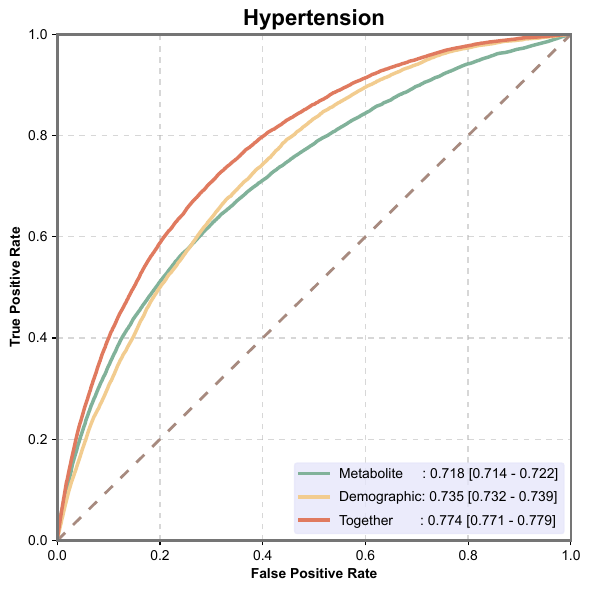 Hypertension
1.0
0.8
0.6
0.4
0.2
0.0
True Positive Rate
Metabolite : 0.718 [0.714 - 0.722]
Demographic: 0.735 [0.732 - 0.739]
Together : 0.774 [0.771 - 0.779]
0.0 0.2 0.4 0.6 0.8 1.0
False Positive Rate